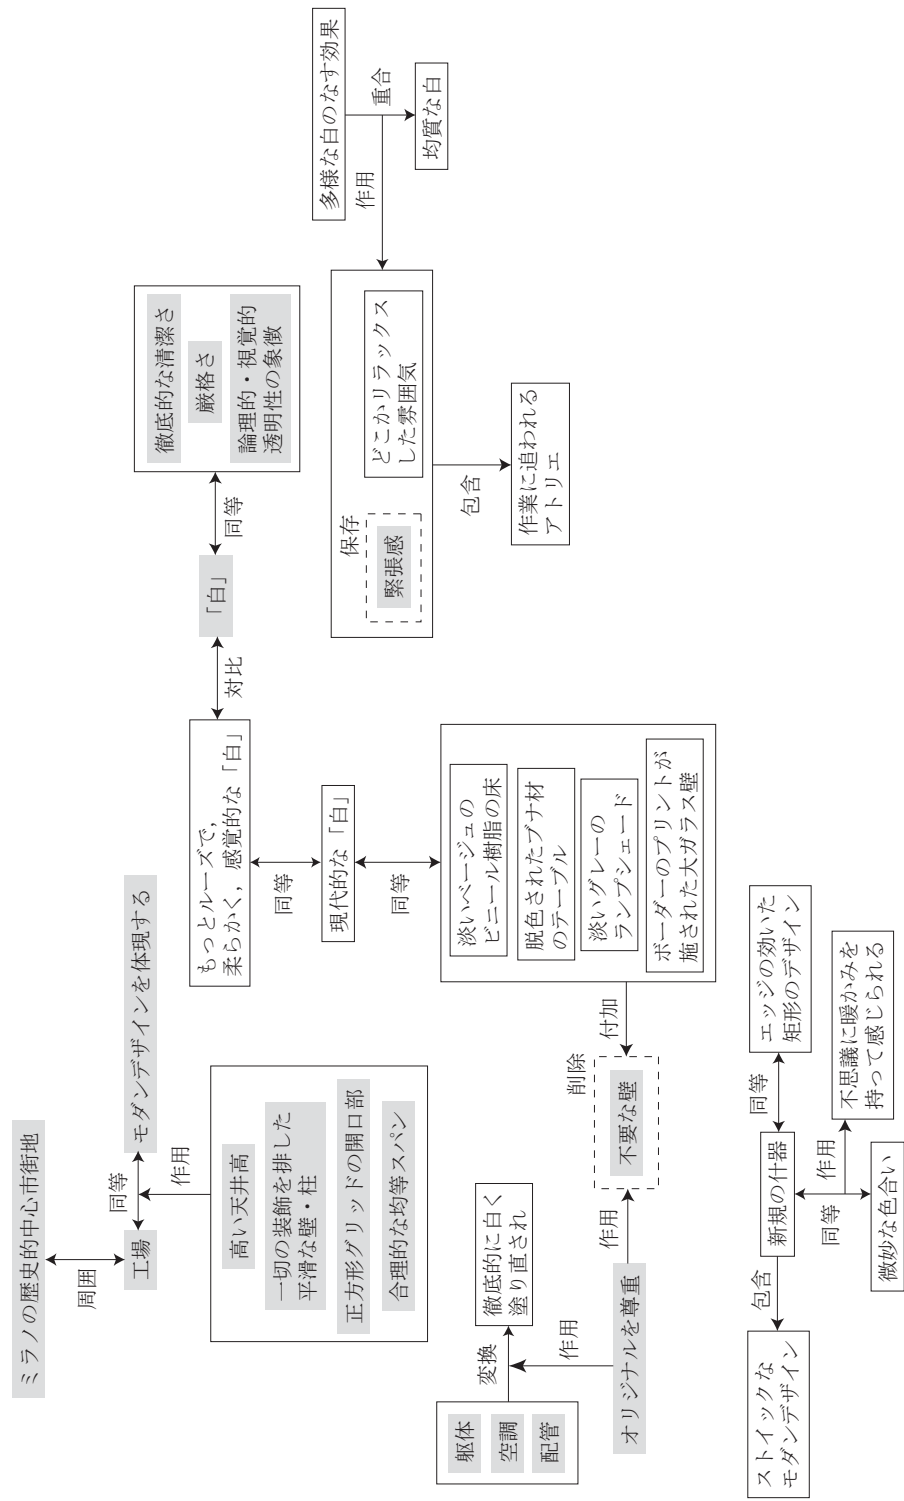 ミラノの歴史的中心市街地
周囲
工場
同等
モダンデザインを体現する
作用
高い天井高
一切の装飾を排した
平滑な壁・柱
正方形グリッドの開口部
合理的な均等スパン
もっとルーズで,
柔らかく,感覚的な「白」
対比
「白」
同等
徹底的な清潔さ
厳格さ
論理的・視覚的
透明性の象徴
同等
現代的な「白」
同等
淡いベージュの
ビニール樹脂の床
脱色されたブナ材
のテーブル
淡いグレーの
ランプシェード
ボーダーのプリントが
施された大ガラス壁
付加
保存
緊張感
どこかリラックス
した雰囲気
作用
多様な白のなす効果
重合
均質な白
包含
作業に追われる
アトリエ
躯体
空調
配管
変換
徹底的に白く
塗り直され
作用
オリジナルを尊重
作用
削除
不要な壁
ストイックな
モダンデザイン
包含
新規の什器
同等
エッジの効いた
矩形のデザイン
同等
作用
不思議に暖かみを
持って感じられる
微妙な色合い